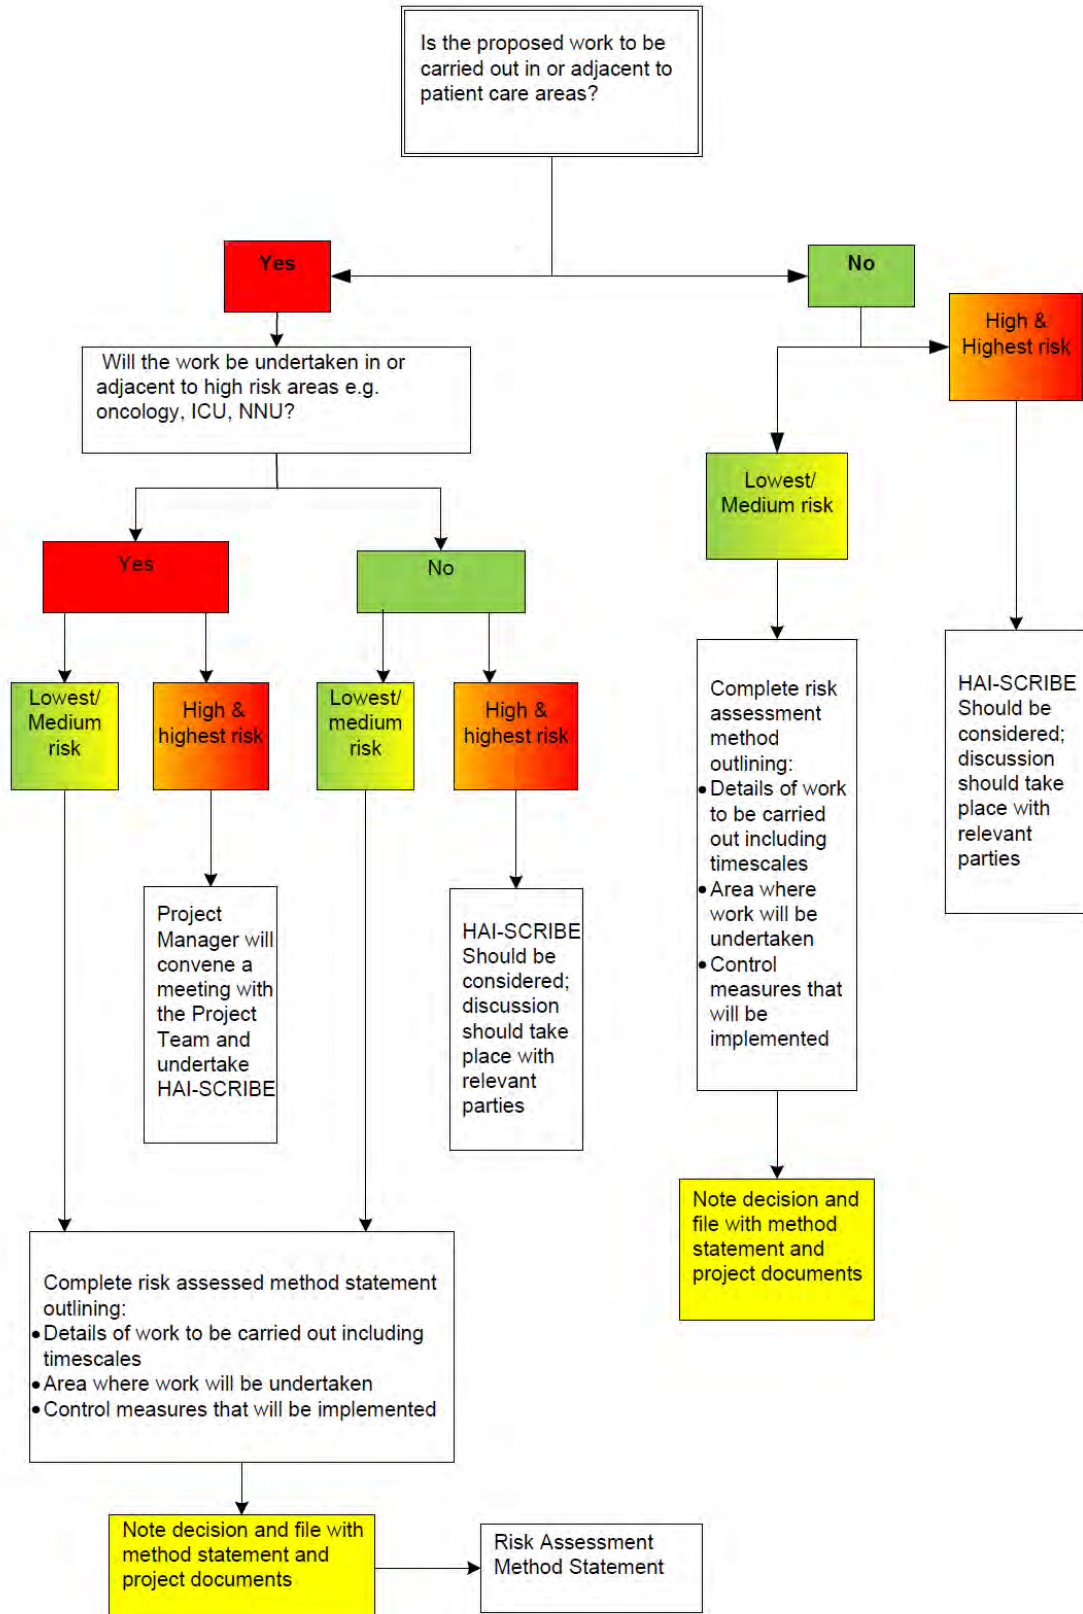 Is the proposed work to be
carried out in or adjacent to
patient care areas?
Yes
No
High &
Highest risk
Will the work be undertaken in or
adjacent to high risk areas e.g.
oncology, ICU, NNU?
Lowest/
Medium risk
Yes
No
Lowest/
Medium
risk
High &
highest risk
Lowest/
medium
risk
High &
highest risk
Complete risk
assessment
method
outlining:
• Details of work
to be carried
out including
timescales
• Area where
work will be
undertaken
• Control
measures that
will be
implemented
HAI-SCRIBE
Should be
considered;
discussion
should take
place with
relevant
parties
Project
Manager will
convene a
meeting with
the Project
Team and
undertake
HAI-SCRIBE
HAI-SCRIBE
Should be
considered;
discussion
should take
place with
relevant
parties
Note decision and
file with method
statement and
project documents
Complete risk assessed method statement
outlining:
• Details of work to be carried out including
timescales
• Area where work will be undertaken
• Control measures that will be implemented
Note decision and file with
method statement and
project documents
Risk Assessment
Method Statement